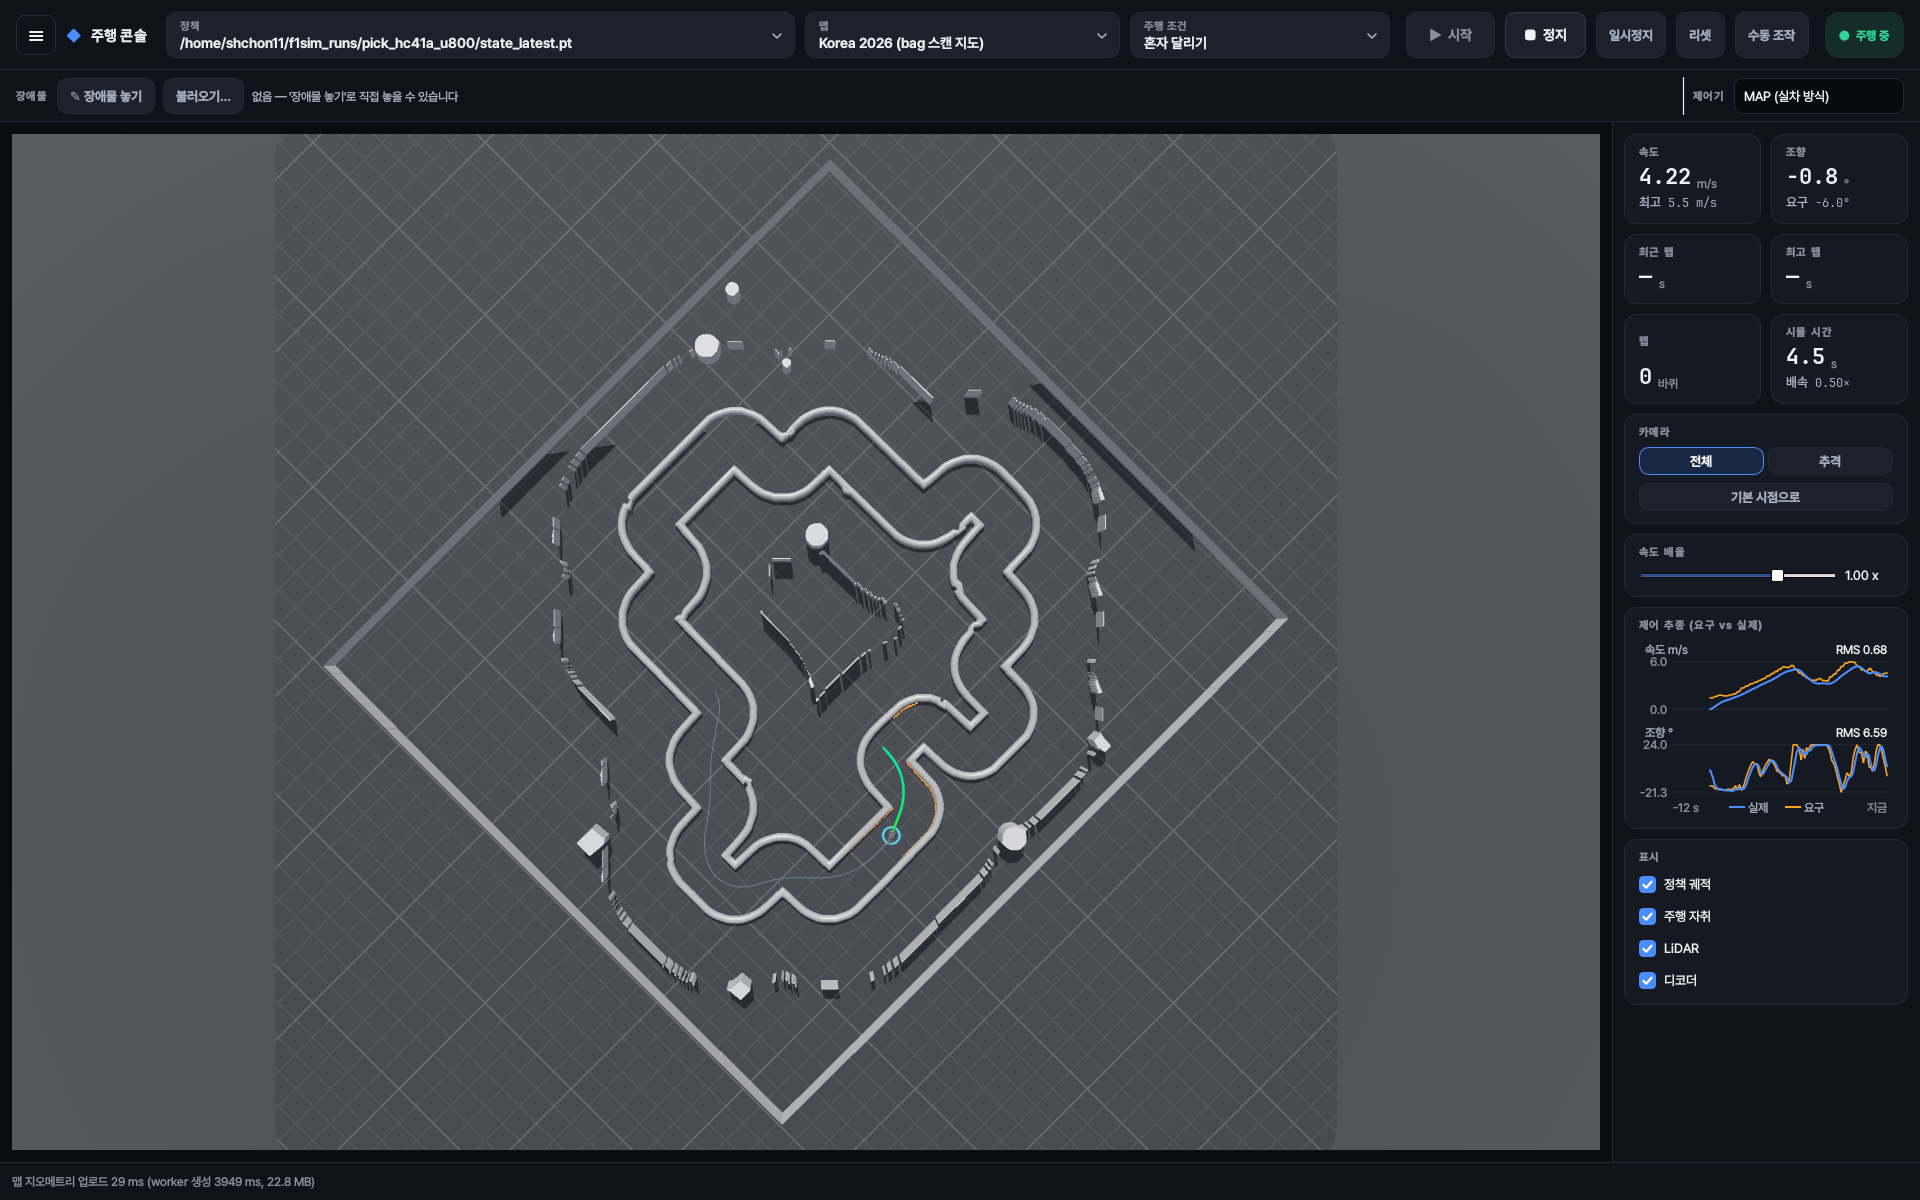 주행 콘솔
정책
/home/shchon11/f1sim_runs/pick_hc41a_u800/state_latest.pt
맵
Korea 2026 (bag 스캔 지도)
주행 조건
혼자 달리기
▶ 시작
■ 정지
일시정지
리셋
수동 조작
● 주행 중
장애물
✎ 장애물 놓기
불러오기...
없음 — '장애물 놓기'로 직접 놓을 수 있습니다
제어기
MAP (실차 방식)
속도
4.22 m/s
최고 5.5 m/s
조향
-0.8 °
요구 -6.0°
최근 랩
— s
최고 랩
— s
랩
0 바퀴
시뮬 시간
4.5 s
배속 0.50×
카메라
전체
추격
기본 시점으로
속도 배율
1.00 x
제어 추종 (요구 vs 실제)
속도 m/s
RMS 0.68
6.0
0.0
조향 °
RMS 6.59
24.0
-21.3
-12 s
실제
요구
지금
표시
정책 궤적
주행 자취
LiDAR
디코더
맵 지오메트리 업로드 29 ms (worker 생성 3949 ms, 22.8 MB)